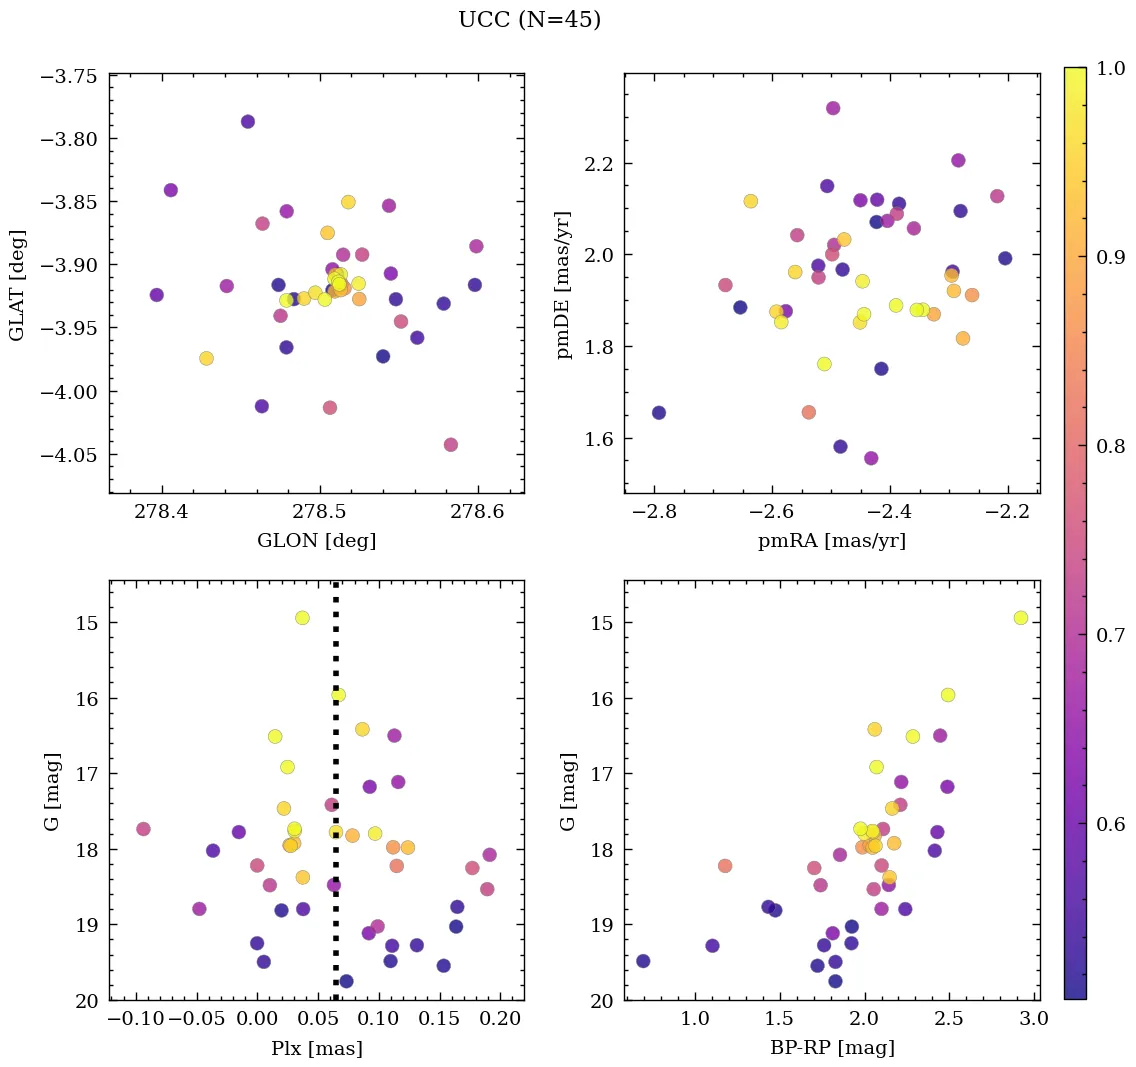 UCC (N=45)
−3.75
−3.80
−3.85
−3.90
−3.95
−4.00
−4.05
GLAT [deg]
278.4 278.5 278.6
GLON [deg]
2.2
2.0
1.8
1.6
pmDE [mas/yr]
−2.8 −2.6 −2.4 −2.2
pmRA [mas/yr]
15
16
17
18
19
20
G [mag]
−0.10 −0.05 0.00 0.05 0.10 0.15 0.20
Plx [mas]
15
16
17
18
19
20
G [mag]
1.0 1.5 2.0 2.5 3.0
BP-RP [mag]
1.0
0.9
0.8
0.7
0.6